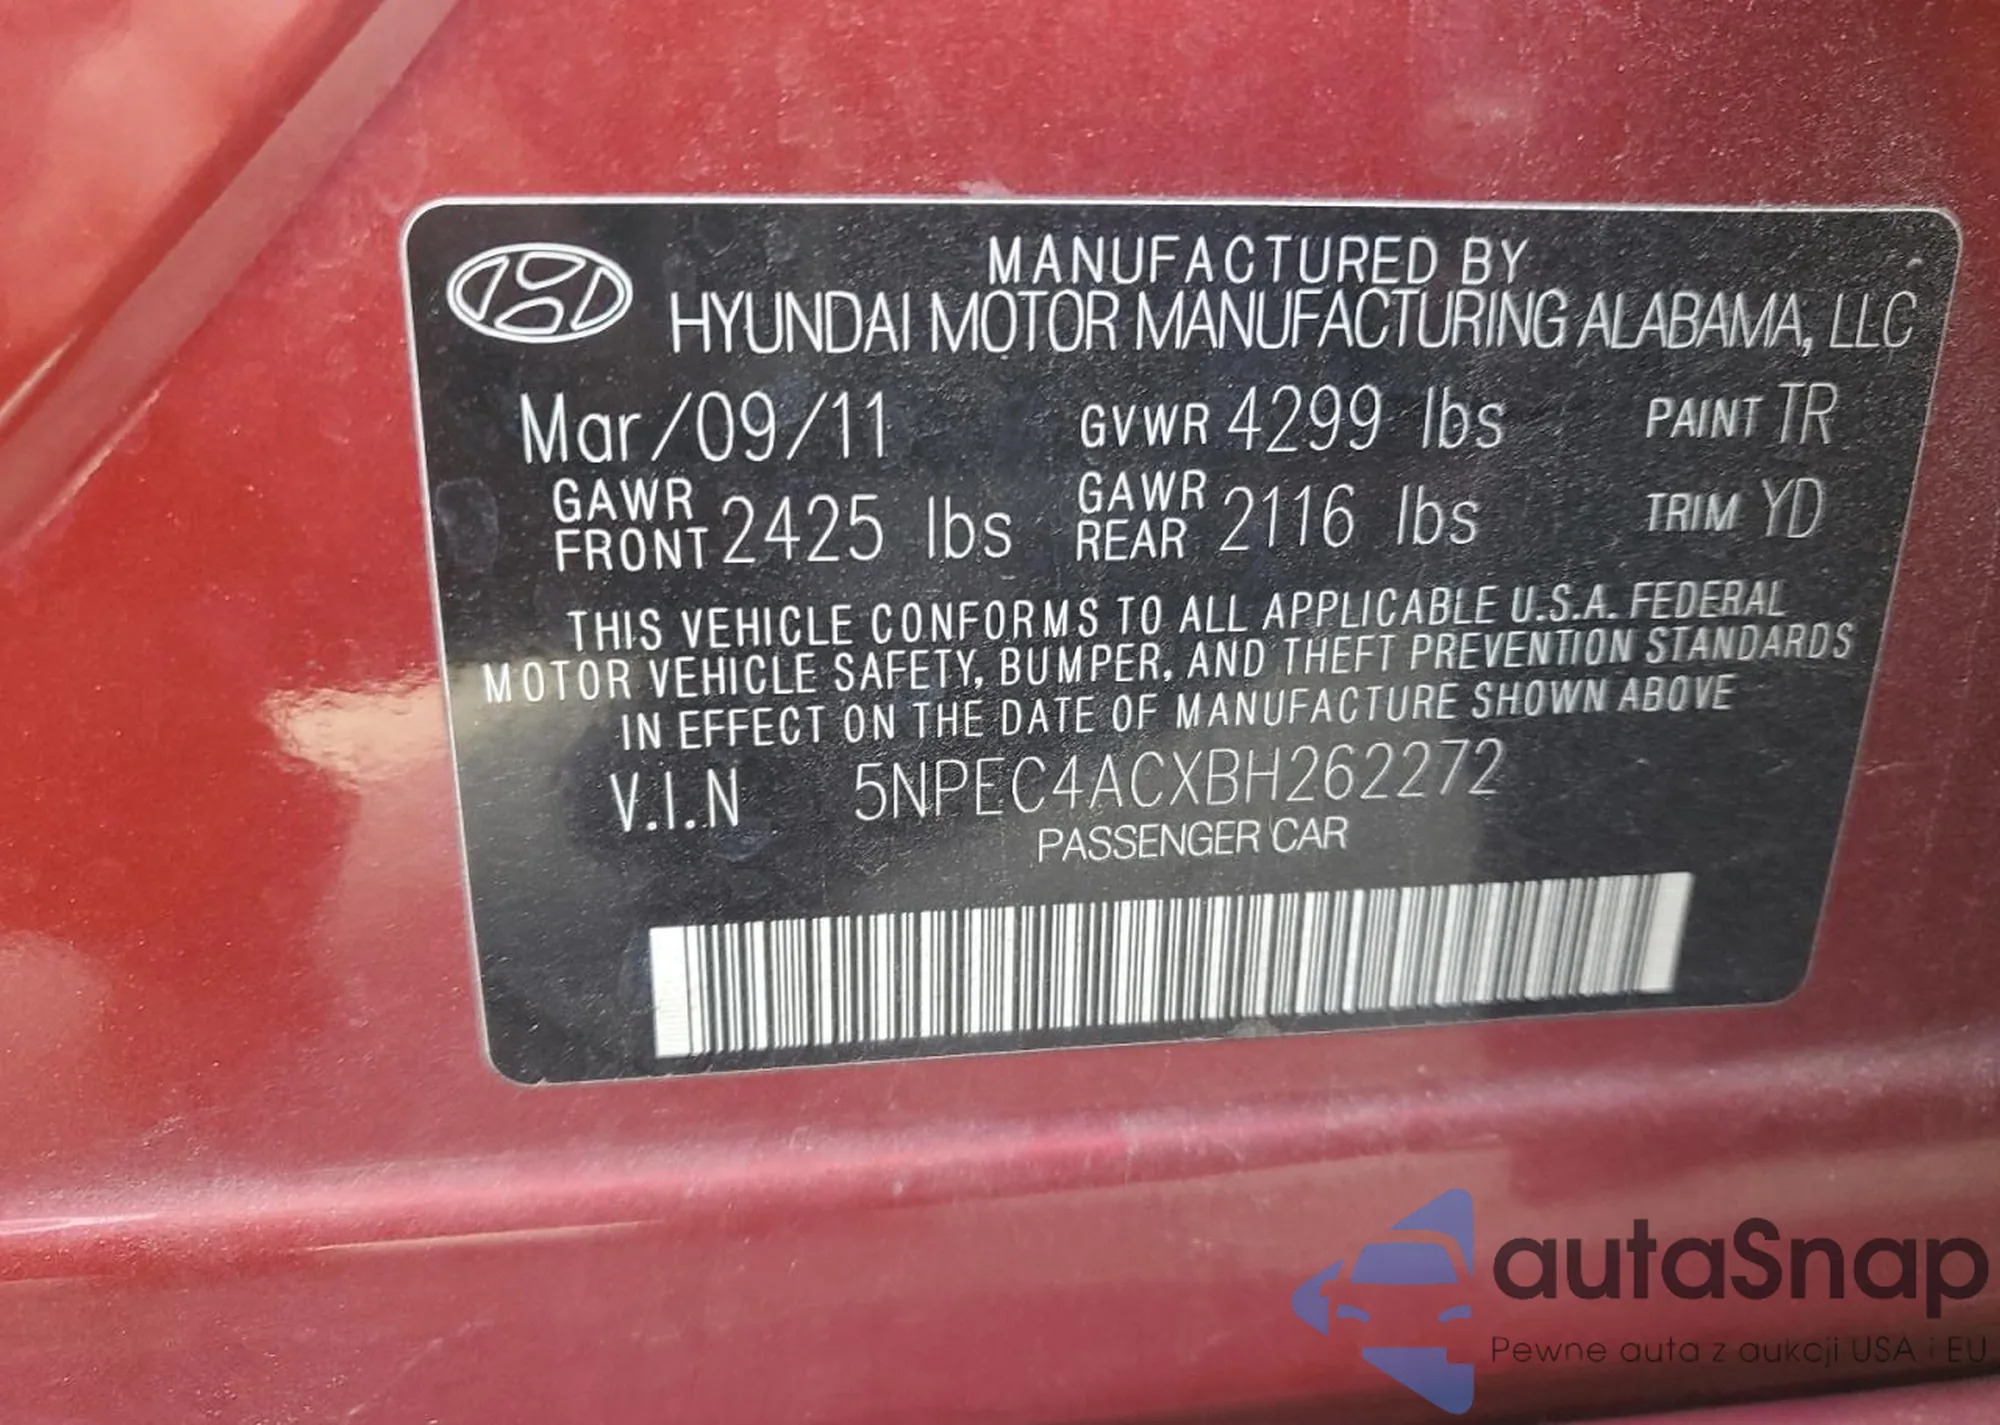 MANUFACTURED BY
HYUNDAI MOTOR MANUFACTURING ALABAMA, LLC
Mar/09/11 GVWR 4299 lbs PAINT TR
GAWR FRONT 2425 lbs GAWR REAR 2116 lbs TRIM YD
THIS VEHICLE CONFORMS TO ALL APPLICABLE U.S.A. FEDERAL
MOTOR VEHICLE SAFETY, BUMPER, AND THEFT PREVENTION STANDARDS
IN EFFECT ON THE DATE OF MANUFACTURE SHOWN ABOVE
V.I.N 5NPEC4ACXBH262272
PASSENGER CAR
autaSnap
Pewne auta z aukcji USA i EU